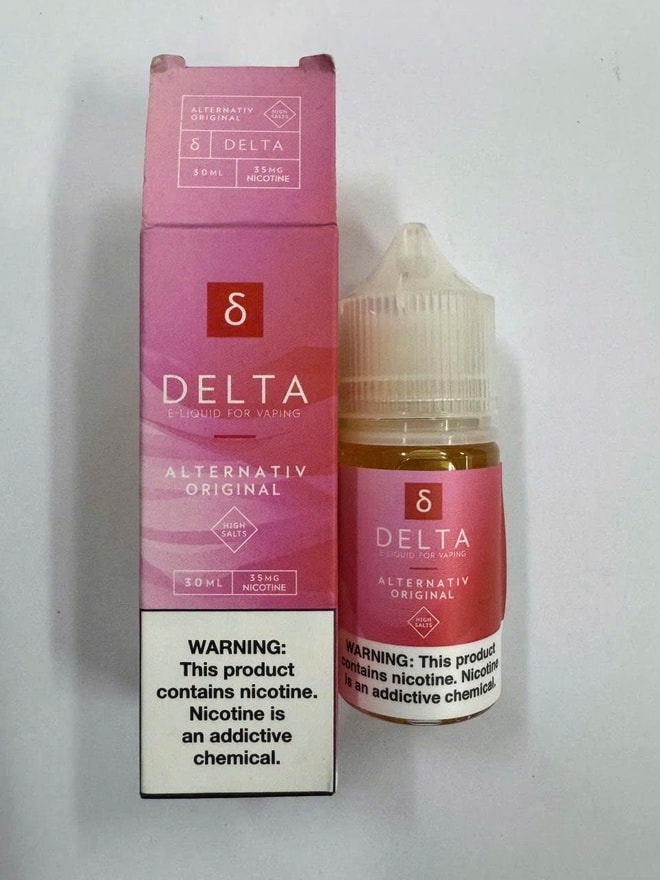 ALTERNATIV
ORIGINAL
HIGH
SALTS
δ DELTA
30ML
35MG
NICOTINE
δ
DELTA
E-LIQUID FOR VAPING
ALTERNATIV
ORIGINAL
HIGH
SALTS
30ML
35MG
NICOTINE
WARNING:
This product
contains nicotine.
Nicotine is
an addictive
chemical.
δ
DELTA
E-LIQUID FOR VAPING
ALTERNATIV
ORIGINAL
HIGH
SALTS
WARNING: This product
contains nicotine. Nicotine
is an addictive chemical.